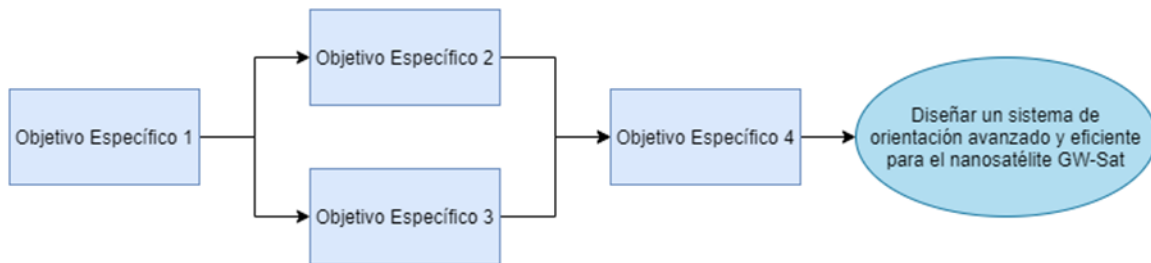 Objetivo Específico 1
Objetivo Específico 2
Objetivo Específico 3
Objetivo Específico 4
Diseñar un sistema de
orientación avanzado y eficiente
para el nanosatélite GW-Sat